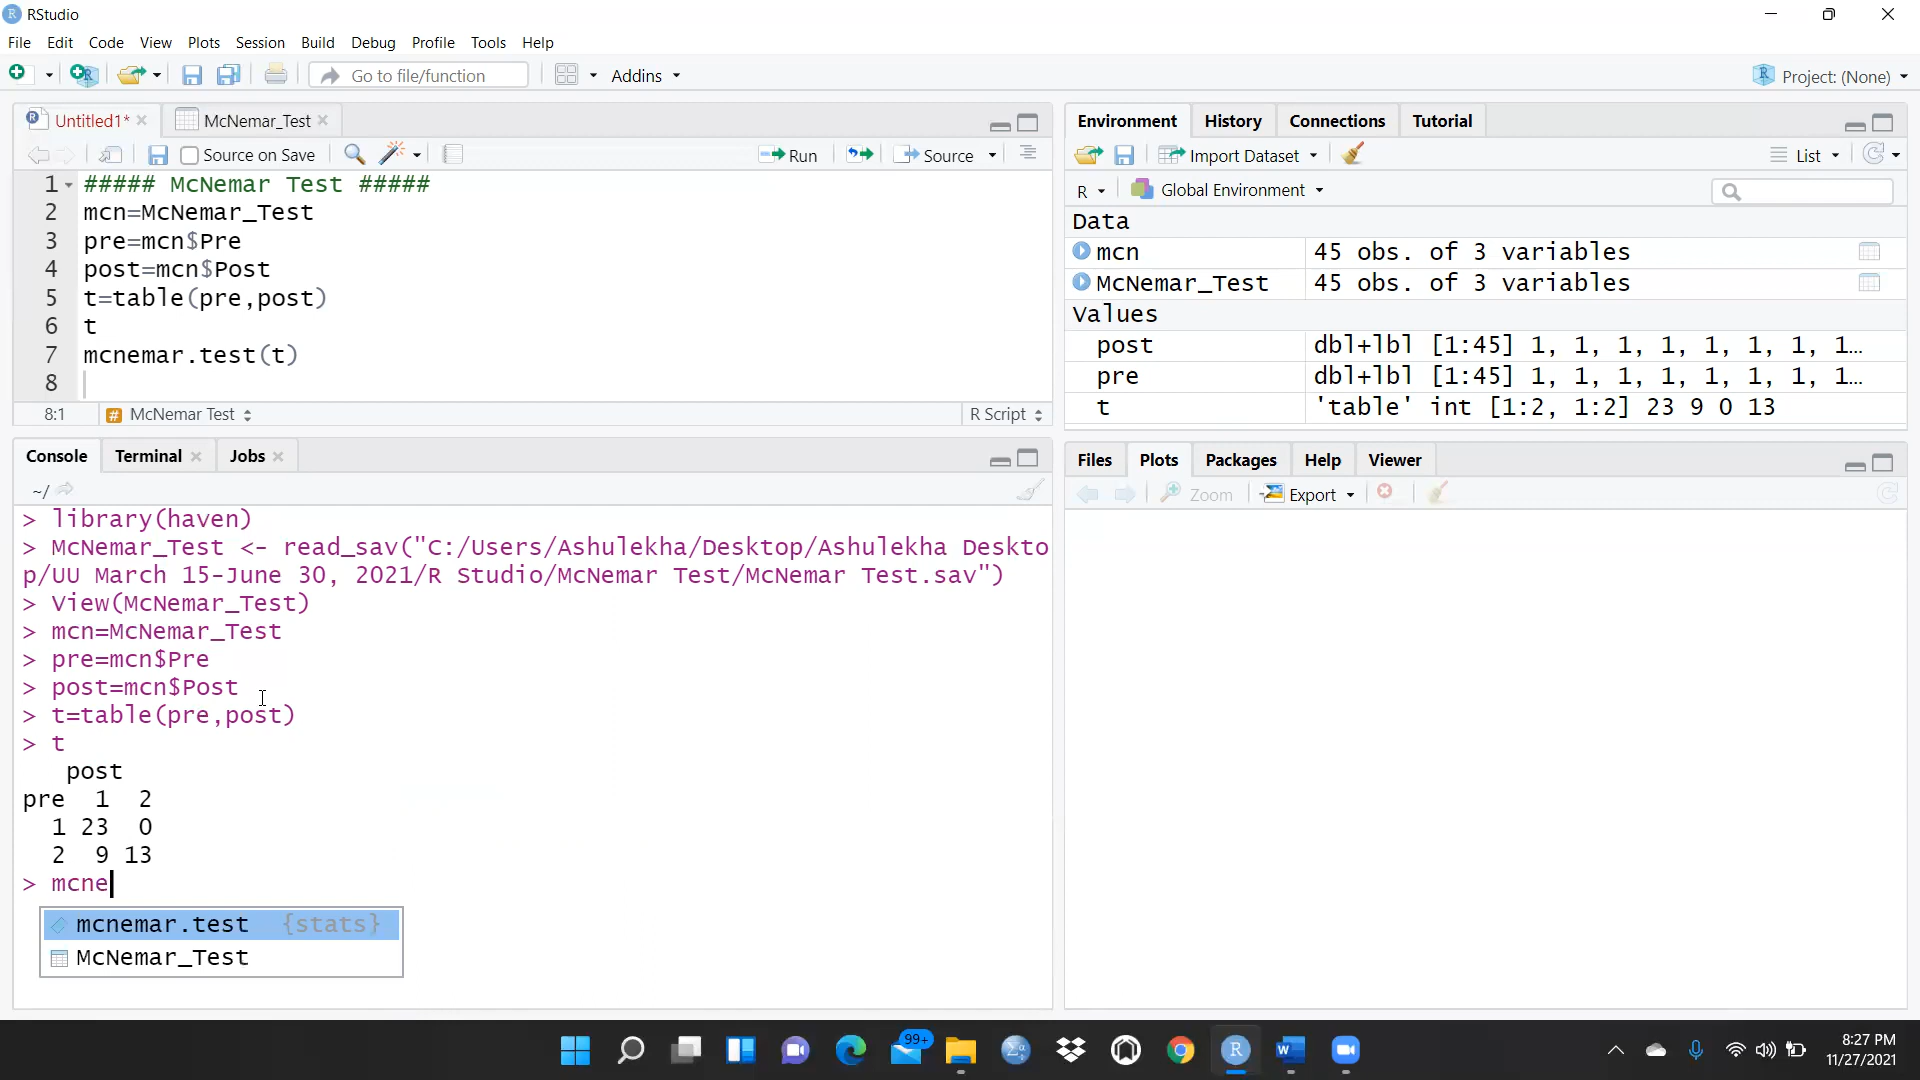 RStudio
File Edit Code View Plots Session Build Debug Profile Tools Help
Go to file/function Addins Project: (None)
Untitled1* McNemar_Test
Source on Save Run Source
1 ##### McNemar Test #####
2 mcn=McNemar_Test
3 pre=mcn$Pre
4 post=mcn$Post
5 t=table(pre,post)
6 t
7 mcnemar.test(t)
8
8:1 # McNemar Test R Script
Console Terminal Jobs
~/
> library(haven)
> McNemar_Test <- read_sav("C:/Users/Ashulekha/Desktop/Ashulekha Deskto
p/UU March 15-June 30, 2021/R Studio/McNemar Test/McNemar Test.sav")
> View(McNemar_Test)
> mcn=McNemar_Test
> pre=mcn$Pre
> post=mcn$Post
> t=table(pre,post)
> t
post
pre 1 2
1 23 0
2 9 13
> mcne
mcnemar.test {stats}
McNemar_Test
Environment History Connections Tutorial
Import Dataset List
R Global Environment
Data
mcn 45 obs. of 3 variables
McNemar_Test 45 obs. of 3 variables
Values
post dbl+lbl [1:45] 1, 1, 1, 1, 1, 1, 1, 1…
pre dbl+lbl [1:45] 1, 1, 1, 1, 1, 1, 1, 1…
t 'table' int [1:2, 1:2] 23 9 0 13
Files Plots Packages Help Viewer
Zoom Export
99+
8:27 PM
11/27/2021